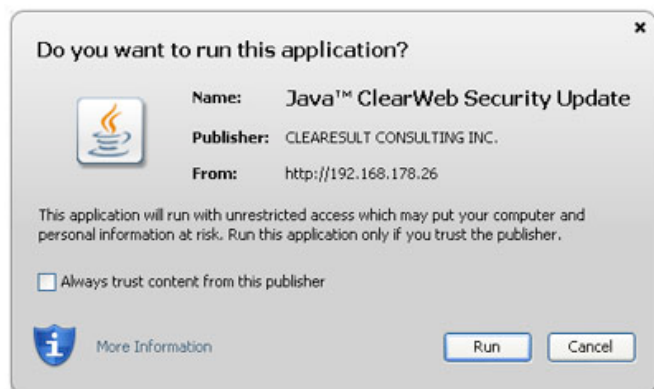 Do you want to run this application?
Name: Java™ ClearWeb Security Update
Publisher: CLEARESULT CONSULTING INC.
From: http://192.168.178.26
This application will run with unrestricted access which may put your computer and
personal information at risk. Run this application only if you trust the publisher.
Always trust content from this publisher
More Information
Run Cancel